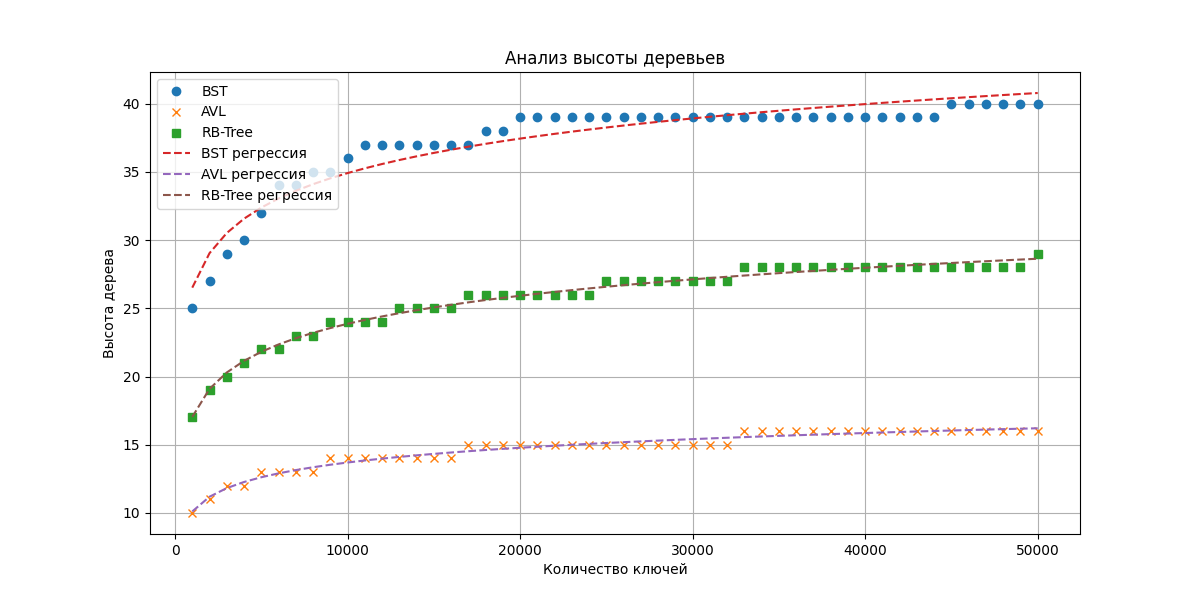 Анализ высоты деревьев
BST
AVL
RB-Tree
BST регрессия
AVL регрессия
RB-Tree регрессия
Высота дерева
40
35
30
25
20
15
10
0 10000 20000 30000 40000 50000
Количество ключей